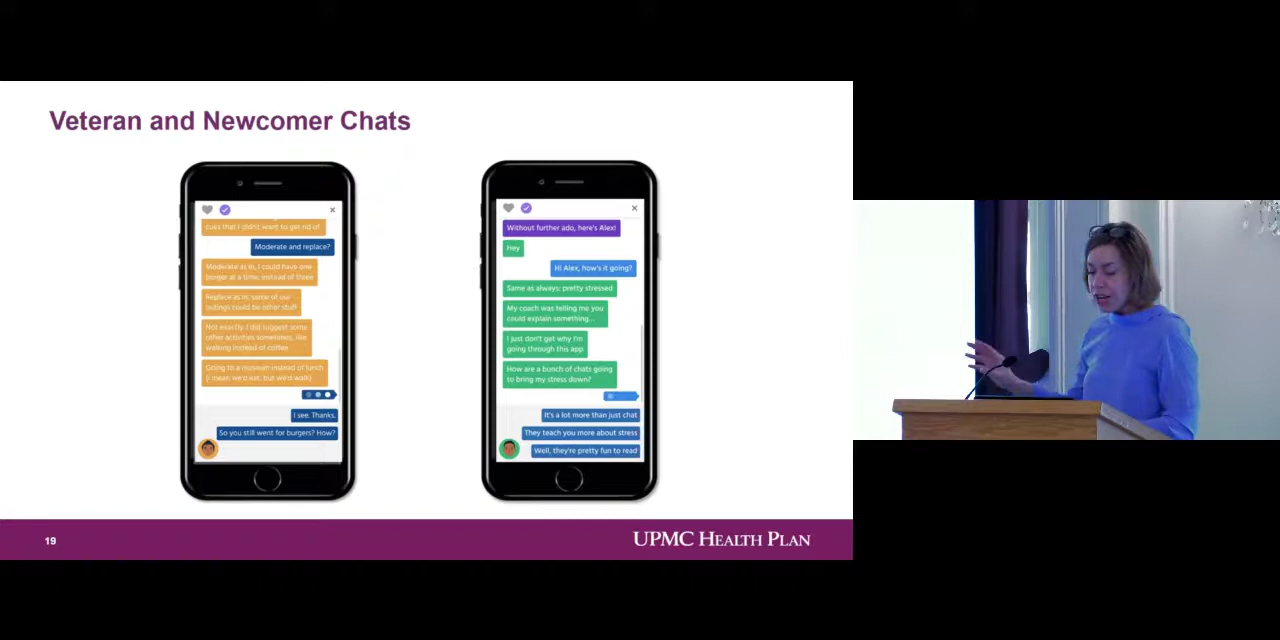 Veteran and Newcomer Chats
cues that I didn't want to get rid of
Moderate and replace?
Moderate as in, I could have one
burger at a time, instead of three
Replace as in, some of our
outings could be other stuff
Not exactly. I did suggest some
other activities sometimes, like
walking instead of coffee
Going to a museum instead of lunch
(I mean we'd eat, but we'd walk)
I see. Thanks.
So you still went for burgers? How?
Without further ado, here's Alex!
Hey
Hi Alex, how's it going?
Same as always: pretty stressed
My coach was telling me you
could explain something...
I just don't get why I'm
going through this app
How are a bunch of chats going
to bring my stress down?
It's a lot more than just chat
They teach you more about stress
Well, they're pretty fun to read
19
UPMC HEALTH PLAN